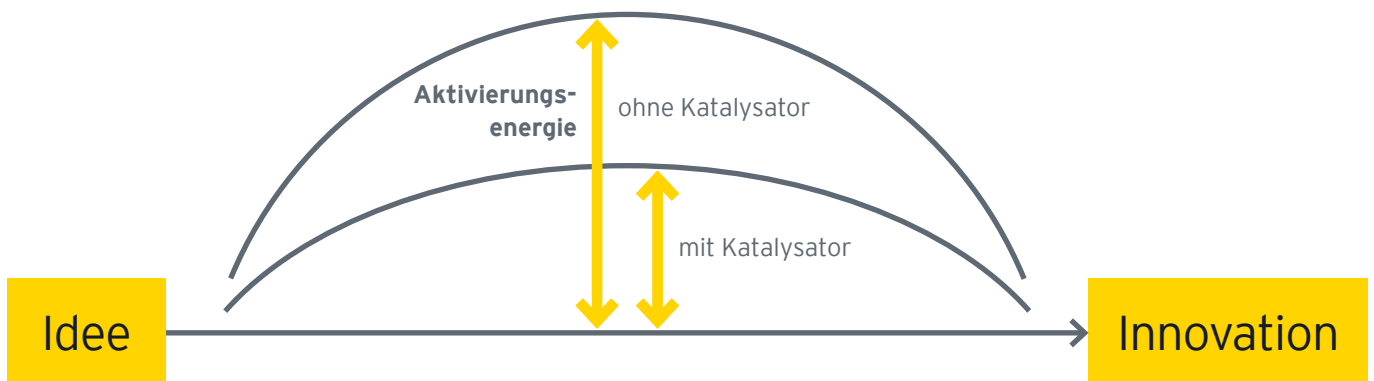 Aktivierungs-
energie
ohne Katalysator
mit Katalysator
Idee
Innovation